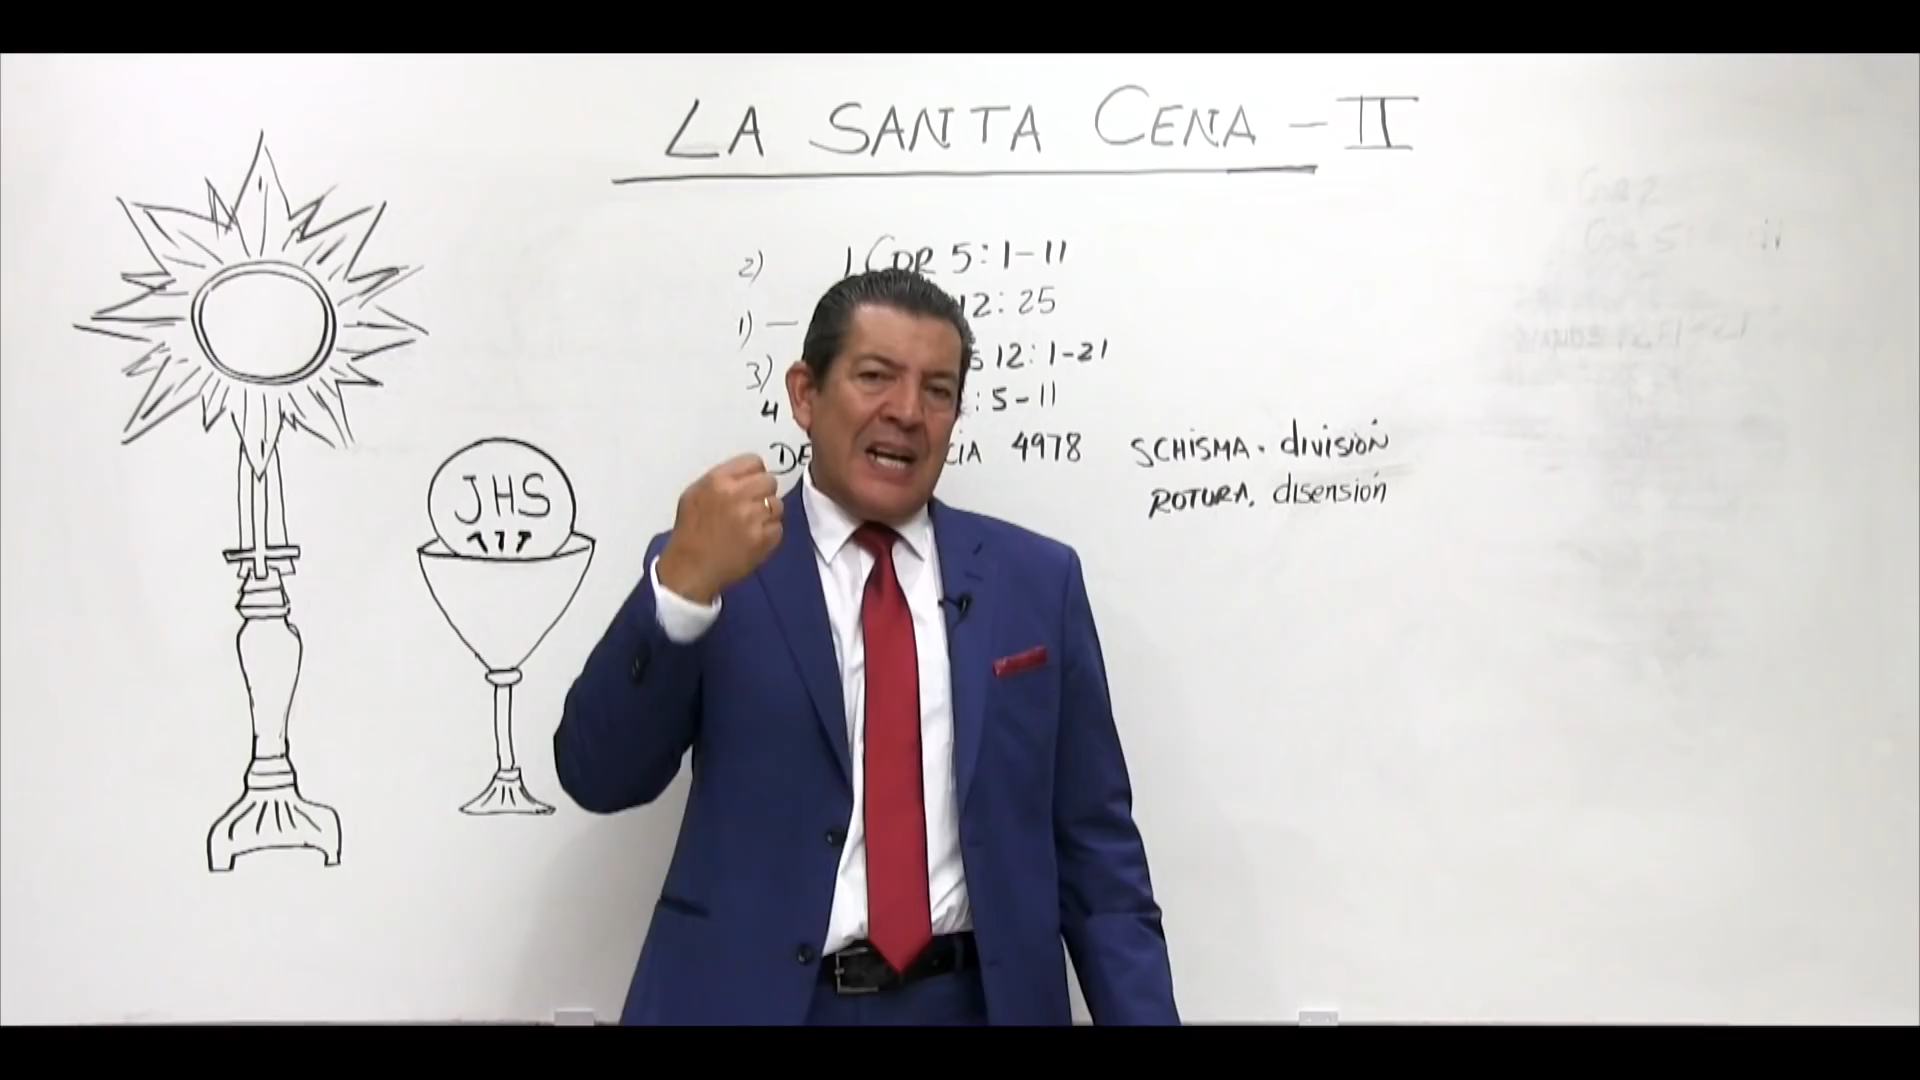 LA SANTA CENA - II
2) 1 COR 5:1-11
1) — 12:25
3) S 12:1-21
4 :5-11
DE CIA 4978 SCHISMA. división
ROTURA, disensión
JHS